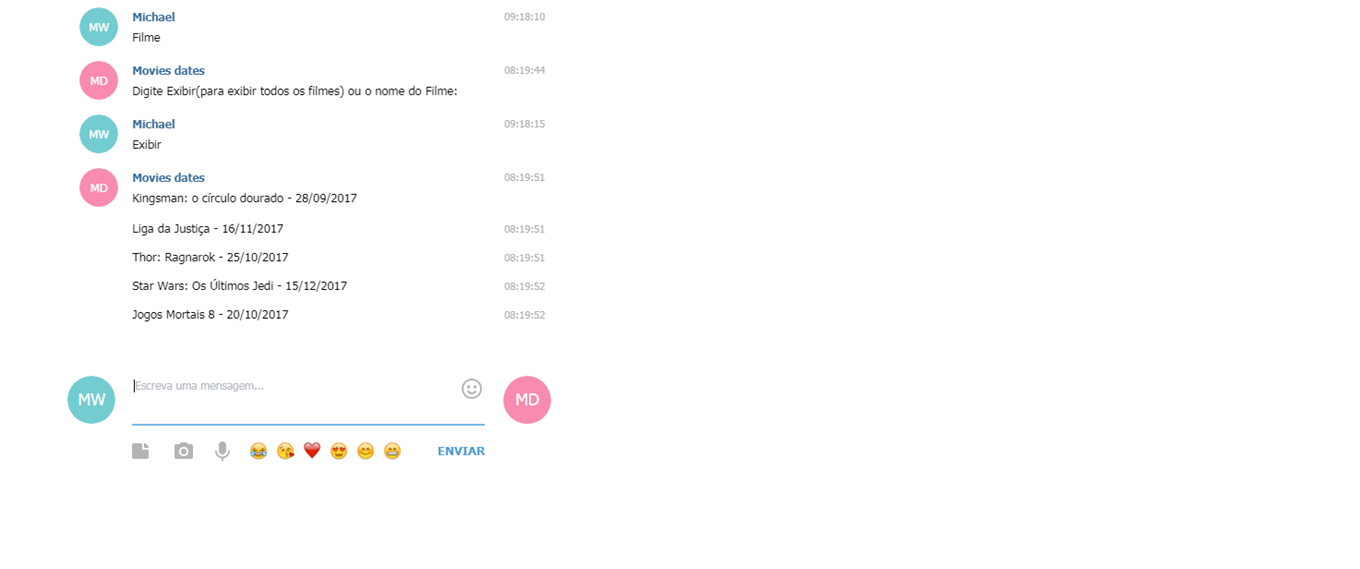 MW
Michael
09:18:10
Filme
MD
Movies dates
08:19:44
Digite Exibir(para exibir todos os filmes) ou o nome do Filme:
MW
Michael
09:18:15
Exibir
MD
Movies dates
08:19:51
Kingsman: o círculo dourado - 28/09/2017
Liga da Justiça - 16/11/2017
08:19:51
Thor: Ragnarok - 25/10/2017
08:19:51
Star Wars: Os Últimos Jedi - 15/12/2017
08:19:52
Jogos Mortais 8 - 20/10/2017
08:19:52
MW
Escreva uma mensagem...
MD
ENVIAR